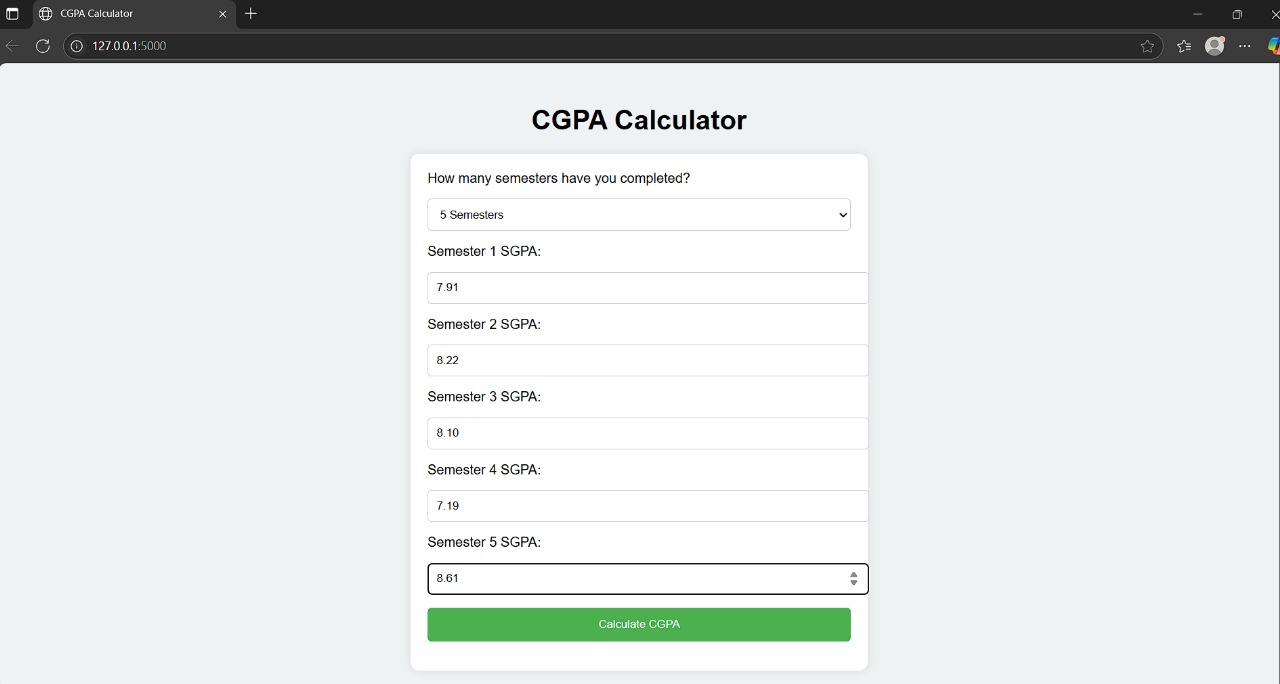 CGPA Calculator
127.0.0.1:5000
CGPA Calculator
How many semesters have you completed?
5 Semesters
Semester 1 SGPA:
7.91
Semester 2 SGPA:
8.22
Semester 3 SGPA:
8.10
Semester 4 SGPA:
7.19
Semester 5 SGPA:
8.61
Calculate CGPA